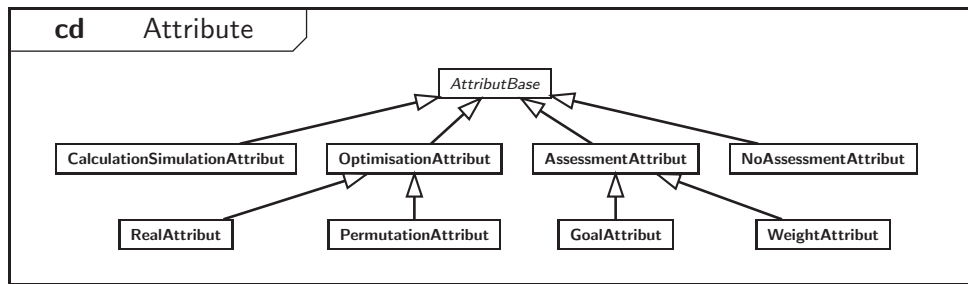 cd Attribute
AttributBase
CalculationSimulationAttribut OptimisationAttribut AssessmentAttribut NoAssessmentAttribut
RealAttribut PermutationAttribut GoalAttribut WeightAttribut